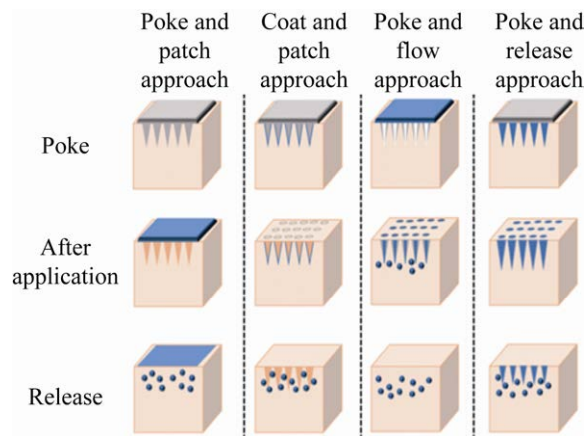 Poke and
patch
approach
Coat and
patch
approach
Poke and
flow
approach
Poke and
release
approach
Poke
After
application
Release